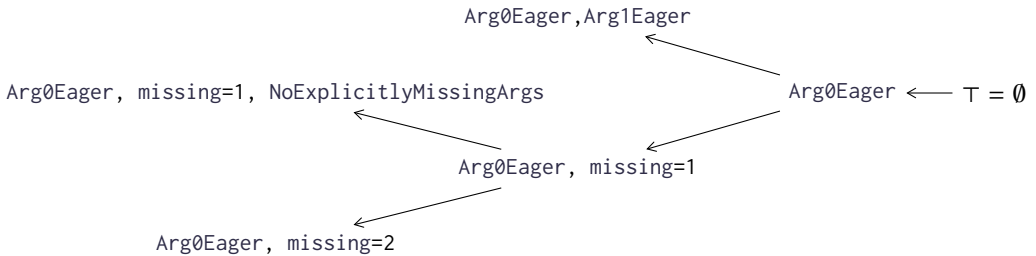 Arg0Eager,Arg1Eager
Arg0Eager, missing=1, NoExplicitlyMissingArgs
Arg0Eager
⊤ = ∅
Arg0Eager, missing=1
Arg0Eager, missing=2